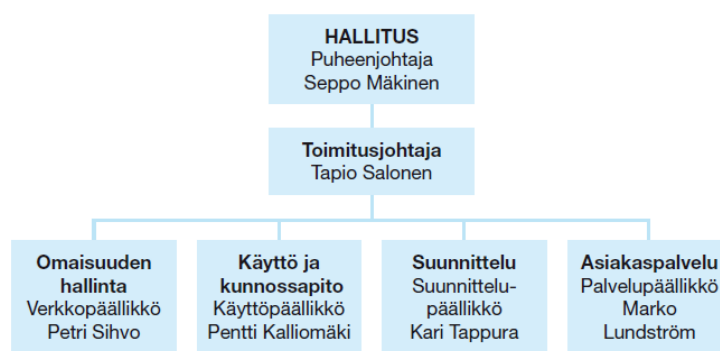 HALLITUS
Puheenjohtaja
Seppo Mäkinen
Toimitusjohtaja
Tapio Salonen
Omaisuuden
hallinta
Verkkopäällikkö
Petri Sihvo
Käyttö ja
kunnossapito
Käyttöpäällikkö
Pentti Kalliomäki
Suunnittelu
Suunnittelu-
päällikkö
Kari Tappura
Asiakaspalvelu
Palvelupäällikkö
Marko
Lundström